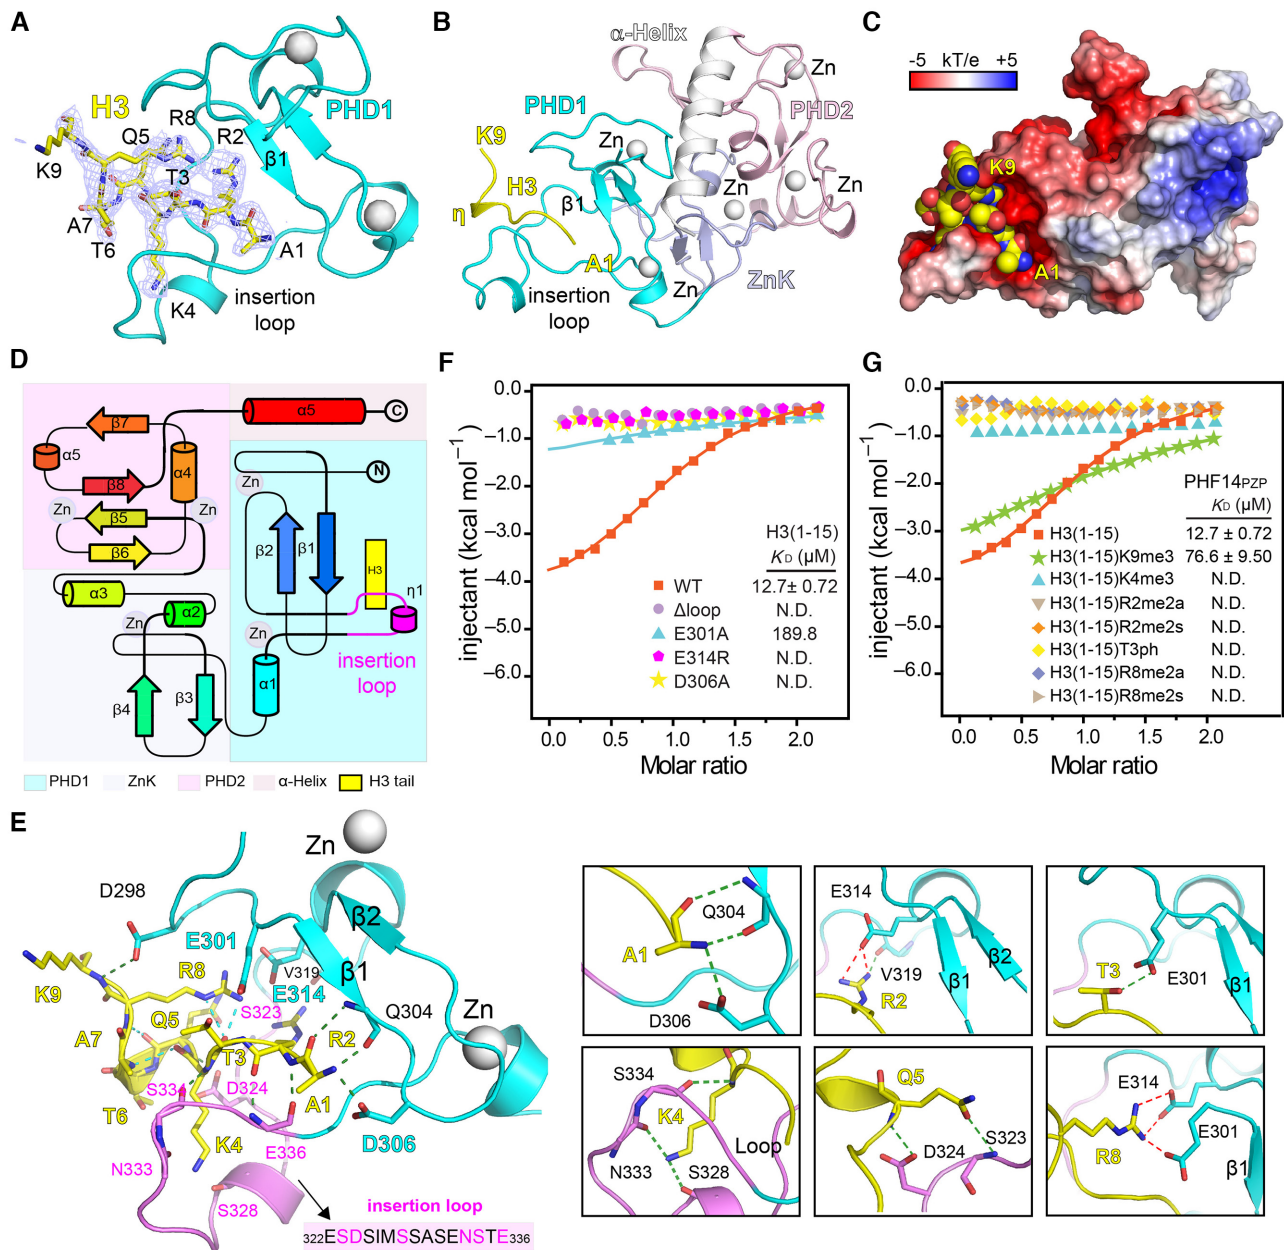 A
H3
PHD1
Q5
R8
R2
K9
T3
β1
A7
T6
A1
K4
insertion
loop
B
α-Helix
Zn
PHD1
PHD2
K9
Zn
H3
Zn
Zn
η
β1
A1
insertion
loop
Zn
ZnK
C
-5 kT/e +5
K9
A1
D
β7
α5
C
α5
α4
β8
Zn
N
Zn
β5
Zn
β6
β2
β1
H3
α3
η1
α2
Zn
Zn
insertion
loop
α1
β4
β3
PHD1
ZnK
PHD2
α-Helix
H3 tail
F
injectant (kcal mol⁻¹)
0.0
–1.0
–2.0
–3.0
–4.0
–5.0
–6.0
H3(1-15)
KD (μM)
WT 12.7± 0.72
Δloop N.D.
E301A 189.8
E314R N.D.
D306A N.D.
0.0 0.5 1.0 1.5 2.0
Molar ratio
G
injectant (kcal mol⁻¹)
0.0
–1.0
–2.0
–3.0
–4.0
–5.0
–6.0
PHF14PZP
KD (μM)
H3(1-15) 12.7 ± 0.72
H3(1-15)K9me3 76.6 ± 9.50
H3(1-15)K4me3 N.D.
H3(1-15)R2me2a N.D.
H3(1-15)R2me2s N.D.
H3(1-15)T3ph N.D.
H3(1-15)R8me2a N.D.
H3(1-15)R8me2s N.D.
0.0 0.5 1.0 1.5 2.0
Molar ratio
E
Zn
D298
β2
E301
K9
R8
V319
β1
S323
E314
Q304
Q5
A7
R2
Zn
T3
S334
D324
A1
T6
D306
K4
E336
N333
S328
insertion loop
322ESDSIMSSASENSTE336
Q304
A1
D306
E314
V319
β1
β2
R2
T3
E301
β1
S334
K4
Loop
N333
S328
Q5
S323
D324
E314
E301
R8
β1